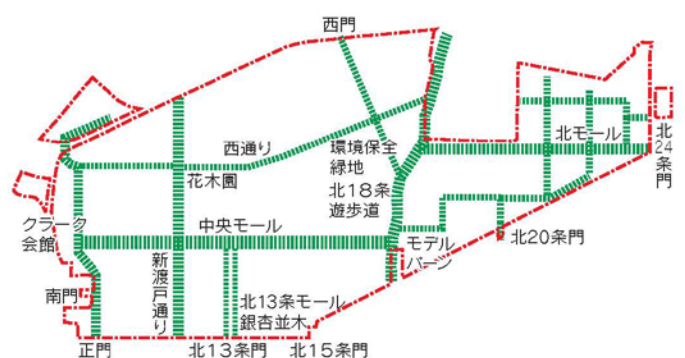 西門
北モール
北
24
条
門
西通り
環境保全
緑地
花木園
北18条
遊歩道
クラーク
会館
中央モール
モデル
バーン
北20条門
新
渡
戸
通
り
南門
北13条モール
銀杏並木
正門
北13条門
北15条門